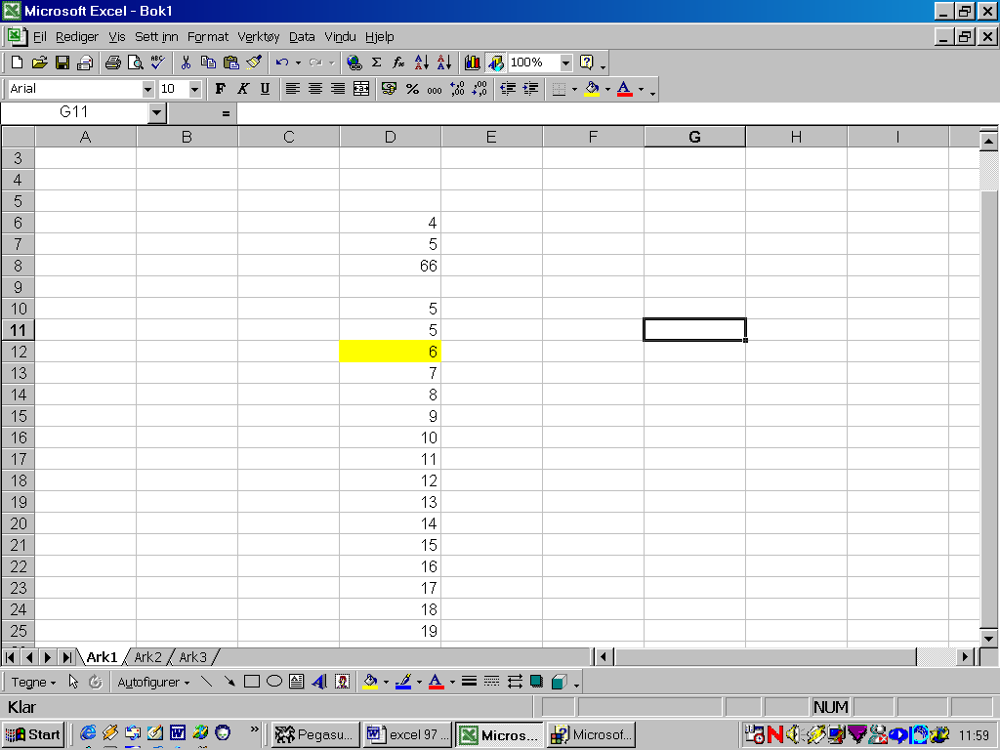 Microsoft Excel - Bok1
Fil Rediger Vis Sett inn Format Verktøy Data Vindu Hjelp
100%
Arial 10 F K U % 000
G11 =
A B C D E F G H I
3
4
5
6 4
7 5
8 66
9
10 5
11 5
12 6
13 7
14 8
15 9
16 10
17 11
18 12
19 13
20 14
21 15
22 16
23 17
24 18
25 19
Ark1 Ark2 Ark3
Tegne Autofigurer
Klar NUM
Start Pegasu... excel 97 ... Micros... Microsof... 11:59